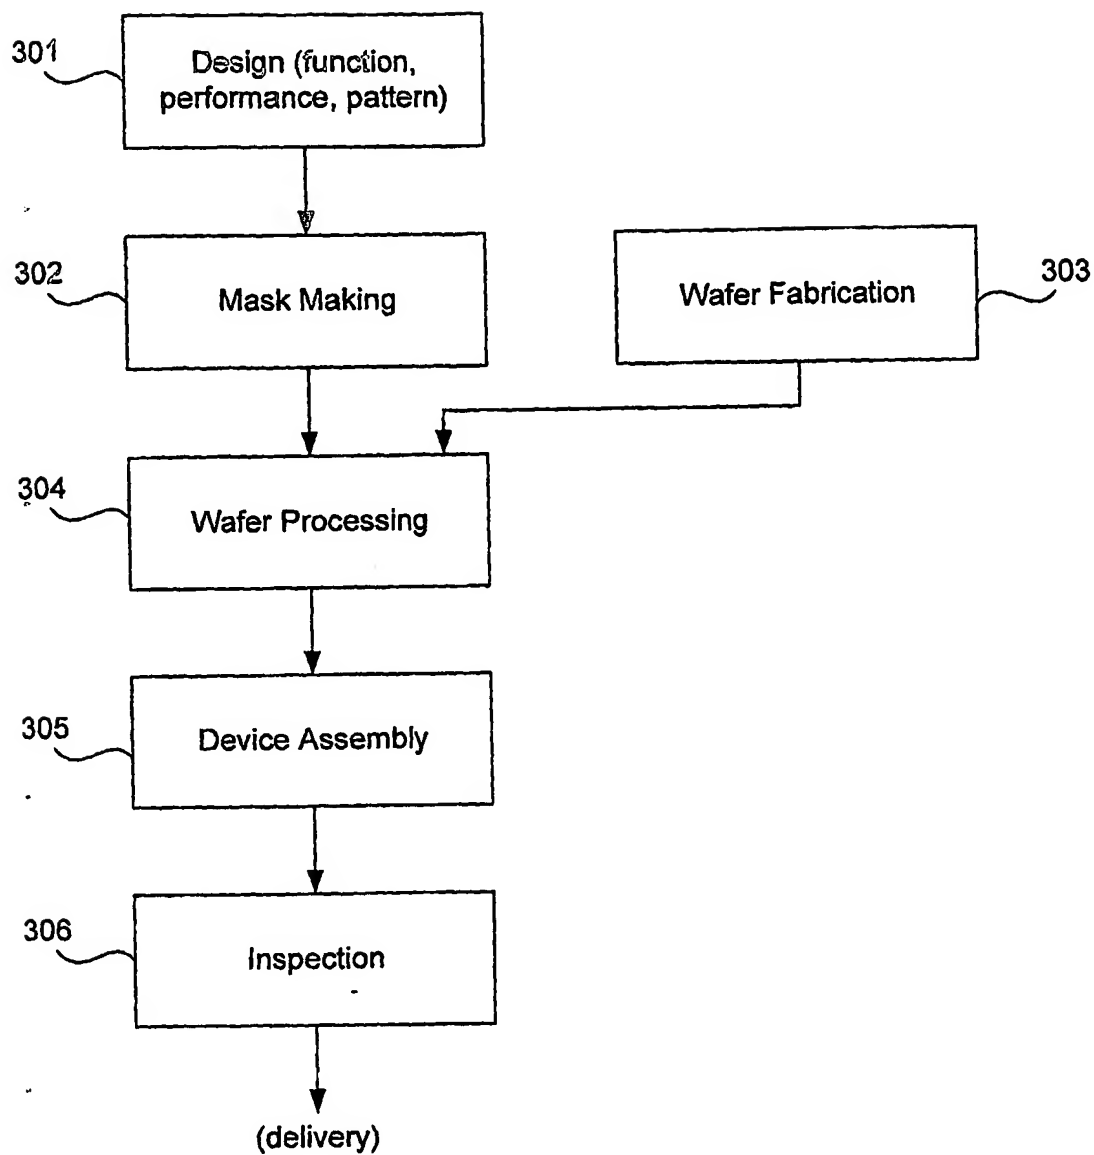 301
Design (function,
performance, pattern)
302
Mask Making
Wafer Fabrication
303
304
Wafer Processing
305
Device Assembly
306
Inspection
(delivery)